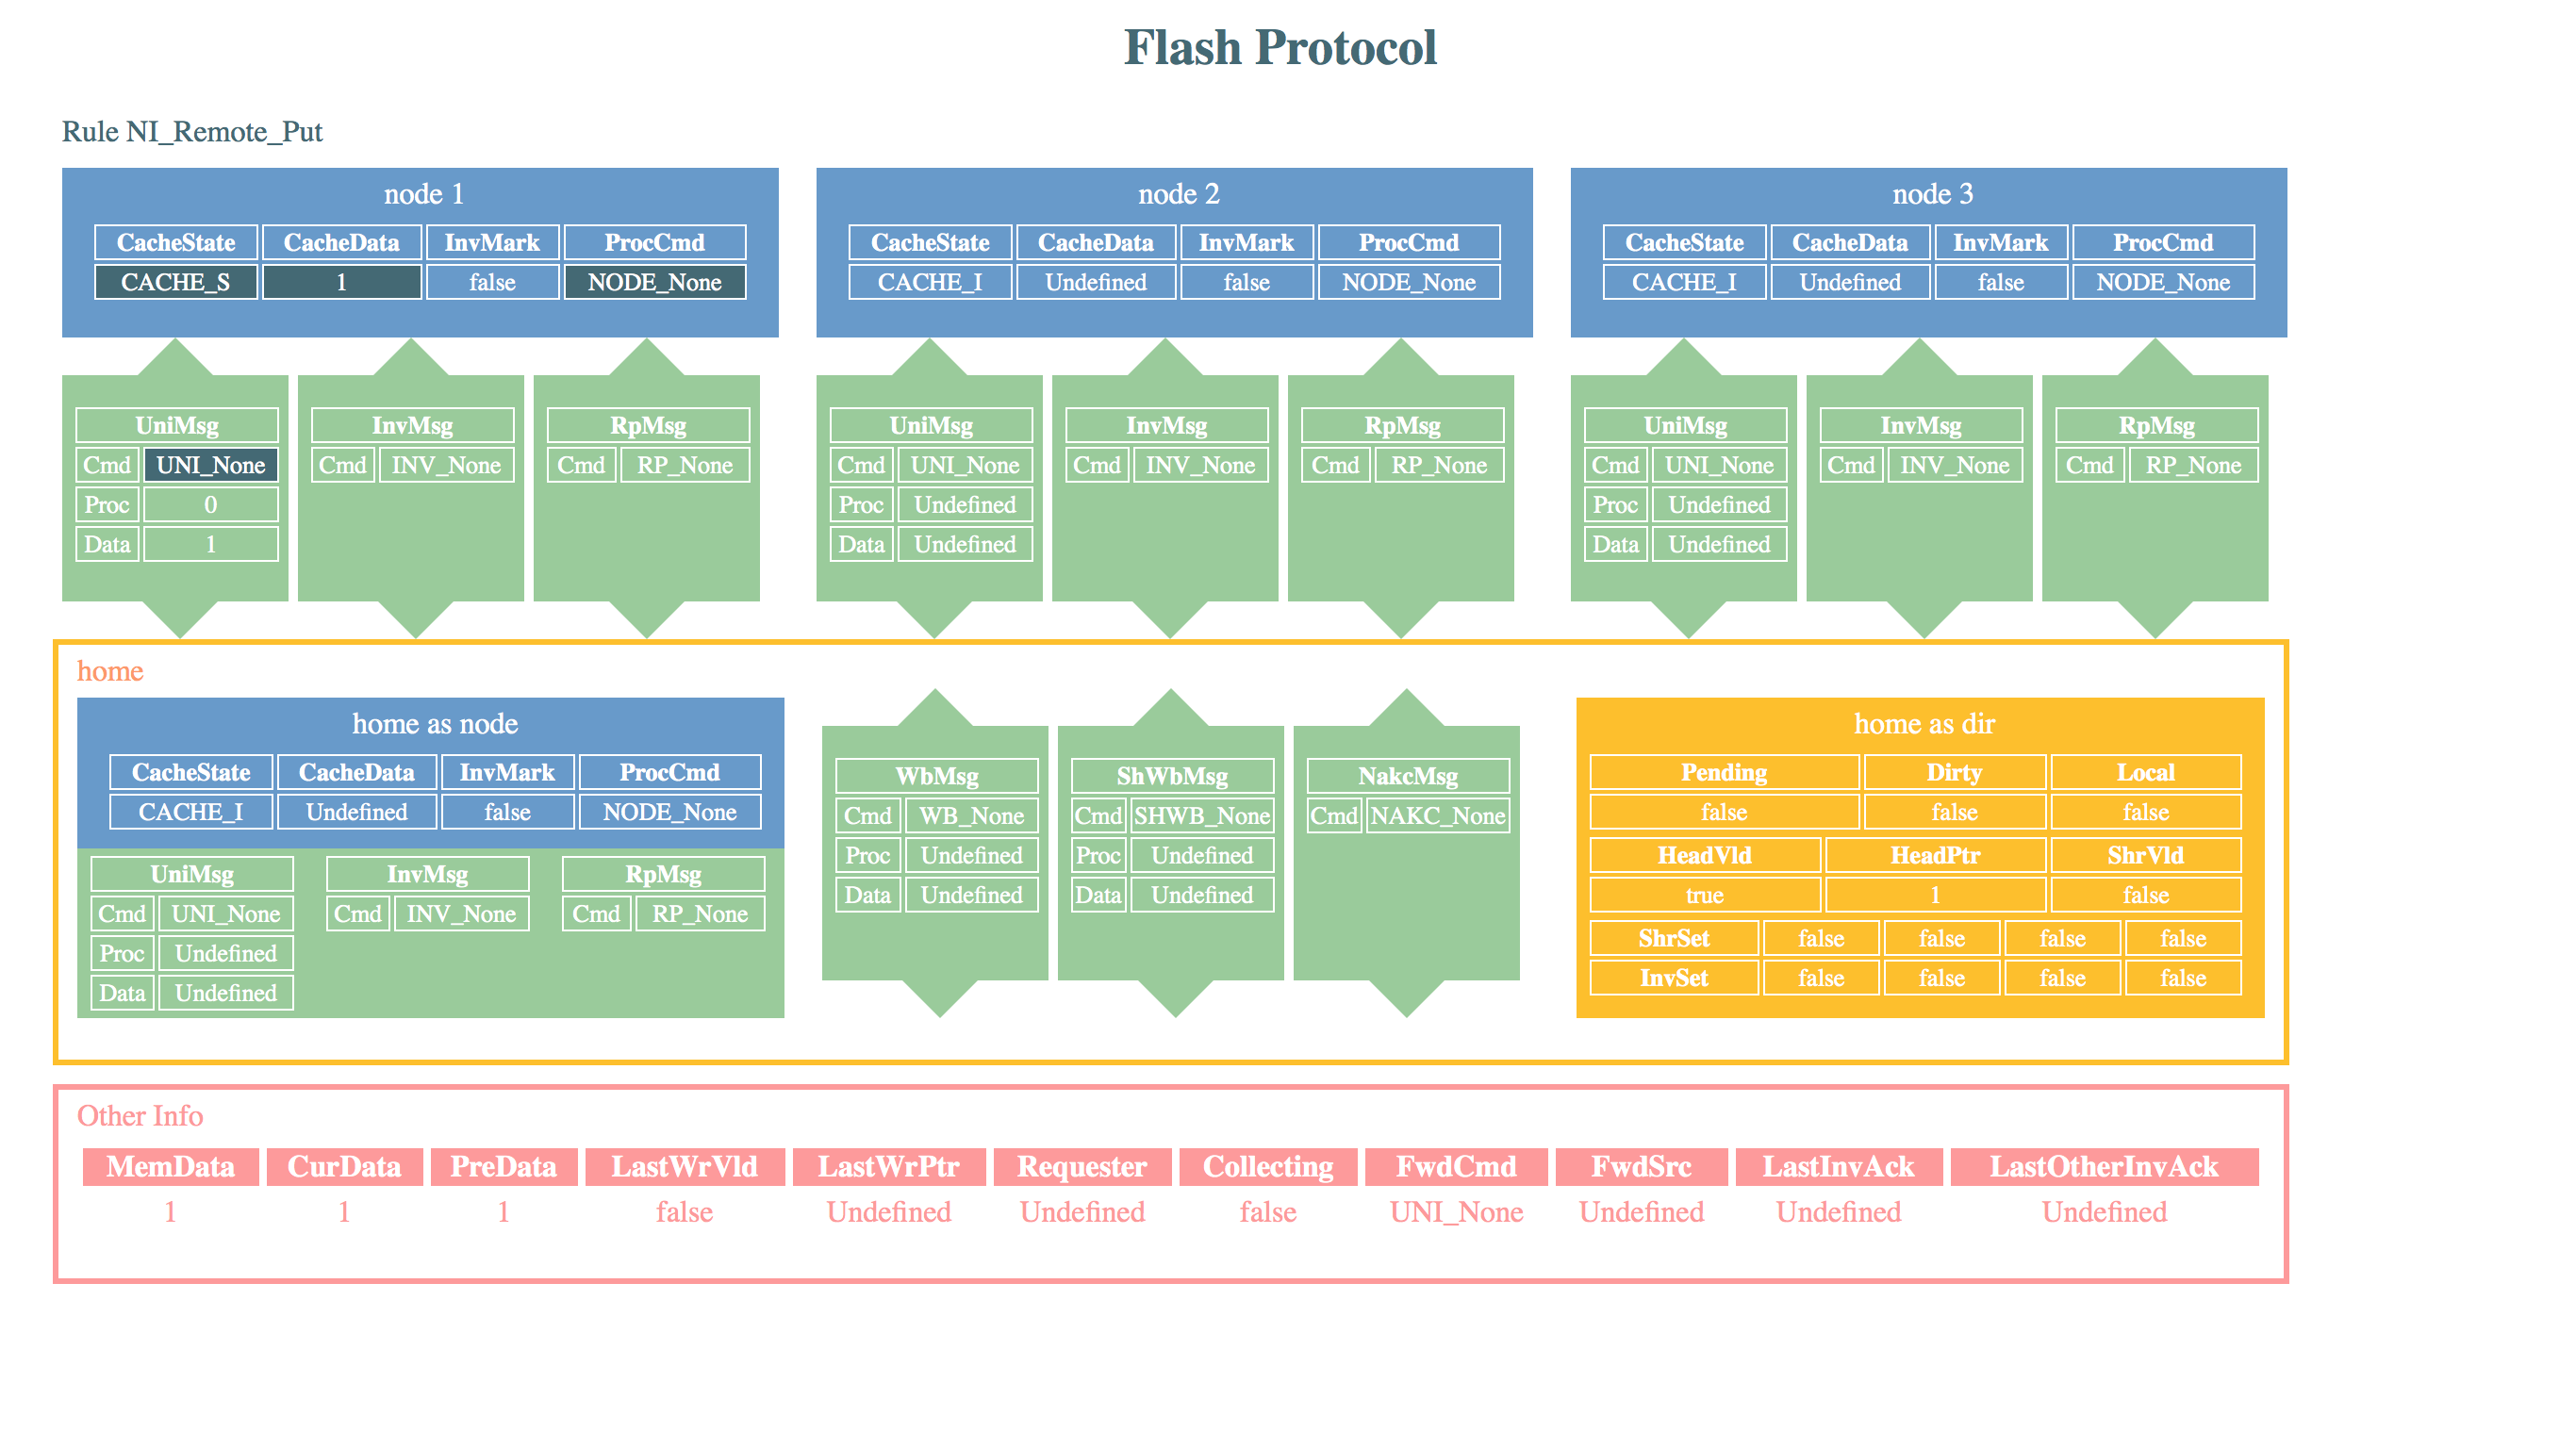 Flash Protocol
Rule NI_Remote_Put
node 1 node 2 node 3
CacheState CacheData InvMark ProcCmd CacheState CacheData InvMark ProcCmd CacheState CacheData InvMark ProcCmd
CACHE_S 1 false NODE_None CACHE_I Undefined false NODE_None CACHE_I Undefined false NODE_None
UniMsg InvMsg RpMsg UniMsg InvMsg RpMsg UniMsg InvMsg RpMsg
Cmd UNI_None Cmd INV_None Cmd RP_None Cmd UNI_None Cmd INV_None Cmd RP_None Cmd UNI_None Cmd INV_None Cmd RP_None
Proc 0 Proc Undefined Proc Undefined
Data 1 Data Undefined Data Undefined
home
home as node
CacheState CacheData InvMark ProcCmd
CACHE_I Undefined false NODE_None
UniMsg InvMsg RpMsg
Cmd UNI_None Cmd INV_None Cmd RP_None
Proc Undefined
Data Undefined
WbMsg ShWbMsg NakcMsg
Cmd WB_None Cmd SHWB_None Cmd NAKC_None
Proc Undefined Proc Undefined
Data Undefined Data Undefined
home as dir
Pending Dirty Local
false false false
HeadVld HeadPtr ShrVld
true 1 false
ShrSet false false false false
InvSet false false false false
Other Info
MemData CurData PreData LastWrVld LastWrPtr Requester Collecting FwdCmd FwdSrc LastInvAck LastOtherInvAck
1 1 1 false Undefined Undefined false UNI_None Undefined Undefined Undefined